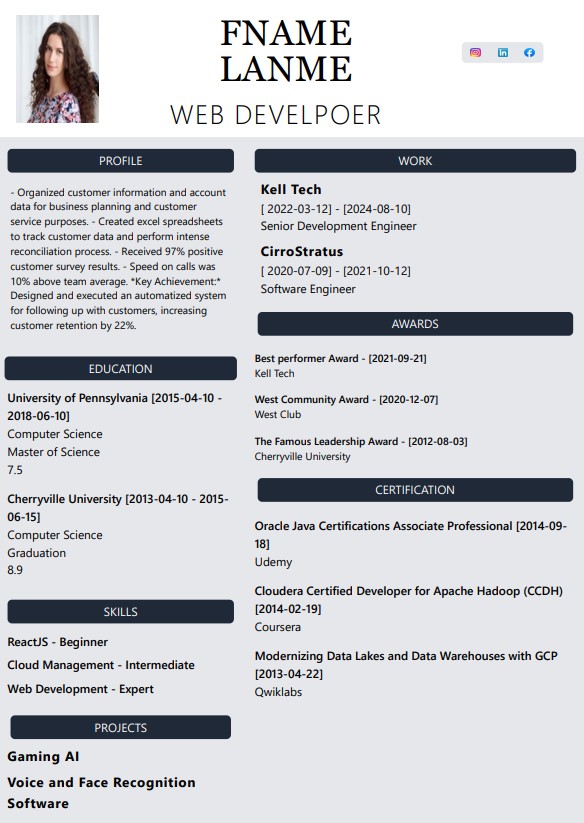 FNAME
LANME
WEB DEVELPOER
PROFILE
- Organized customer information and account
data for business planning and customer
service purposes. - Created excel spreadsheets
to track customer data and perform intense
reconciliation process. - Received 97% positive
customer survey results. - Speed on calls was
10% above team average. *Key Achievement:*
Designed and executed an automatized system
for following up with customers, increasing
customer retention by 22%.
EDUCATION
University of Pennsylvania [2015-04-10 -
2018-06-10]
Computer Science
Master of Science
7.5
Cherryville University [2013-04-10 - 2015-
06-15]
Computer Science
Graduation
8.9
SKILLS
ReactJS - Beginner
Cloud Management - Intermediate
Web Development - Expert
PROJECTS
Gaming AI
Voice and Face Recognition
Software
WORK
Kell Tech
[ 2022-03-12] - [2024-08-10]
Senior Development Engineer
CirroStratus
[ 2020-07-09] - [2021-10-12]
Software Engineer
AWARDS
Best performer Award - [2021-09-21]
Kell Tech
West Community Award - [2020-12-07]
West Club
The Famous Leadership Award - [2012-08-03]
Cherryville University
CERTIFICATION
Oracle Java Certifications Associate Professional [2014-09-
18]
Udemy
Cloudera Certified Developer for Apache Hadoop (CCDH)
[2014-02-19]
Coursera
Modernizing Data Lakes and Data Warehouses with GCP
[2013-04-22]
Qwiklabs